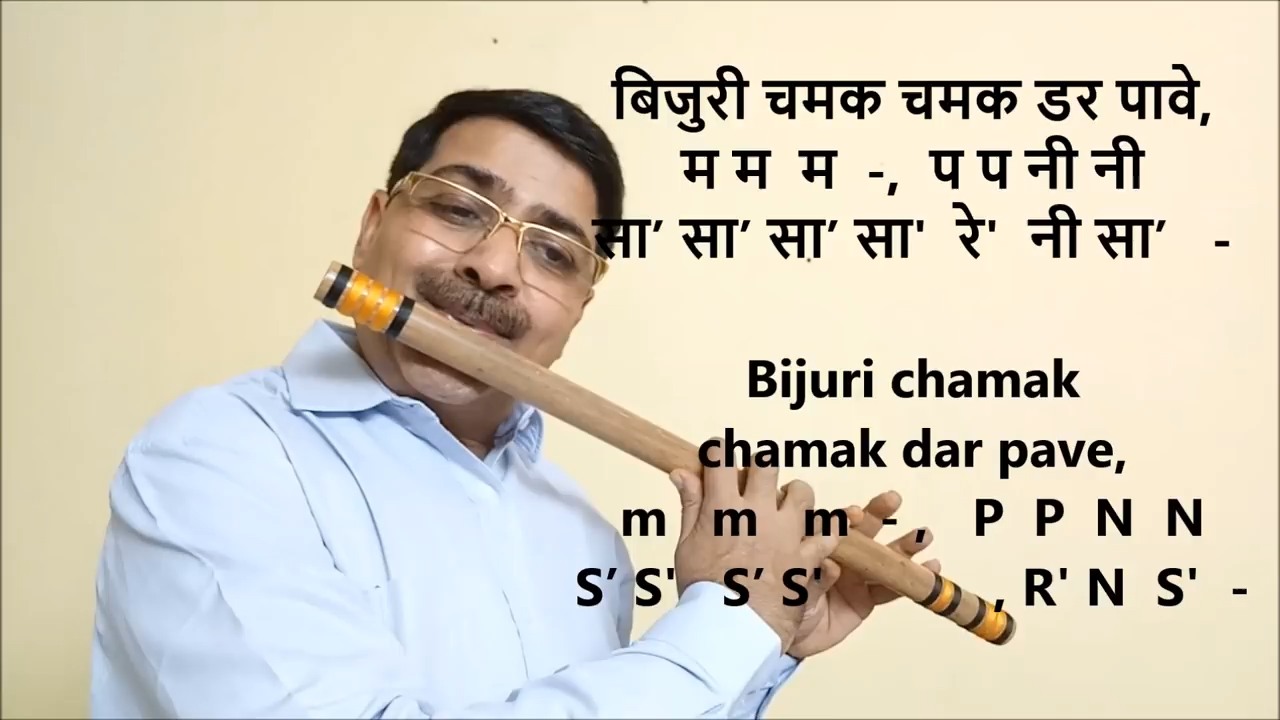 बिजुरी चमक चमक डर पावे,
म म  म  -,  प प नी नी
सा’ सा’ सा’ सा'  रे'  नी सा’   -
Bijuri chamak
chamak dar pave,
m   m   m  - ,   P  P  N  N
S’ S'   S’ S'          , R' N  S'  -